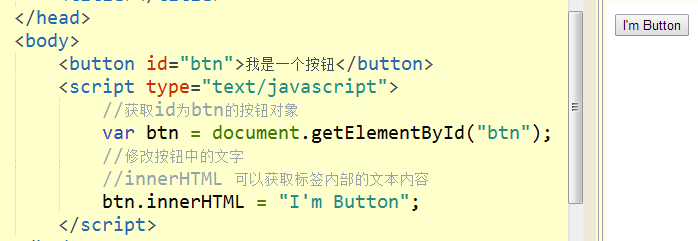 </head>
<body>
<button id="btn">我是一个按钮</button>
<script type="text/javascript">
//获取id为btn的按钮对象
var btn = document.getElementById("btn");
//修改按钮中的文字
//innerHTML 可以获取标签内部的文本内容
btn.innerHTML = "I'm Button";
</script>
I'm Button